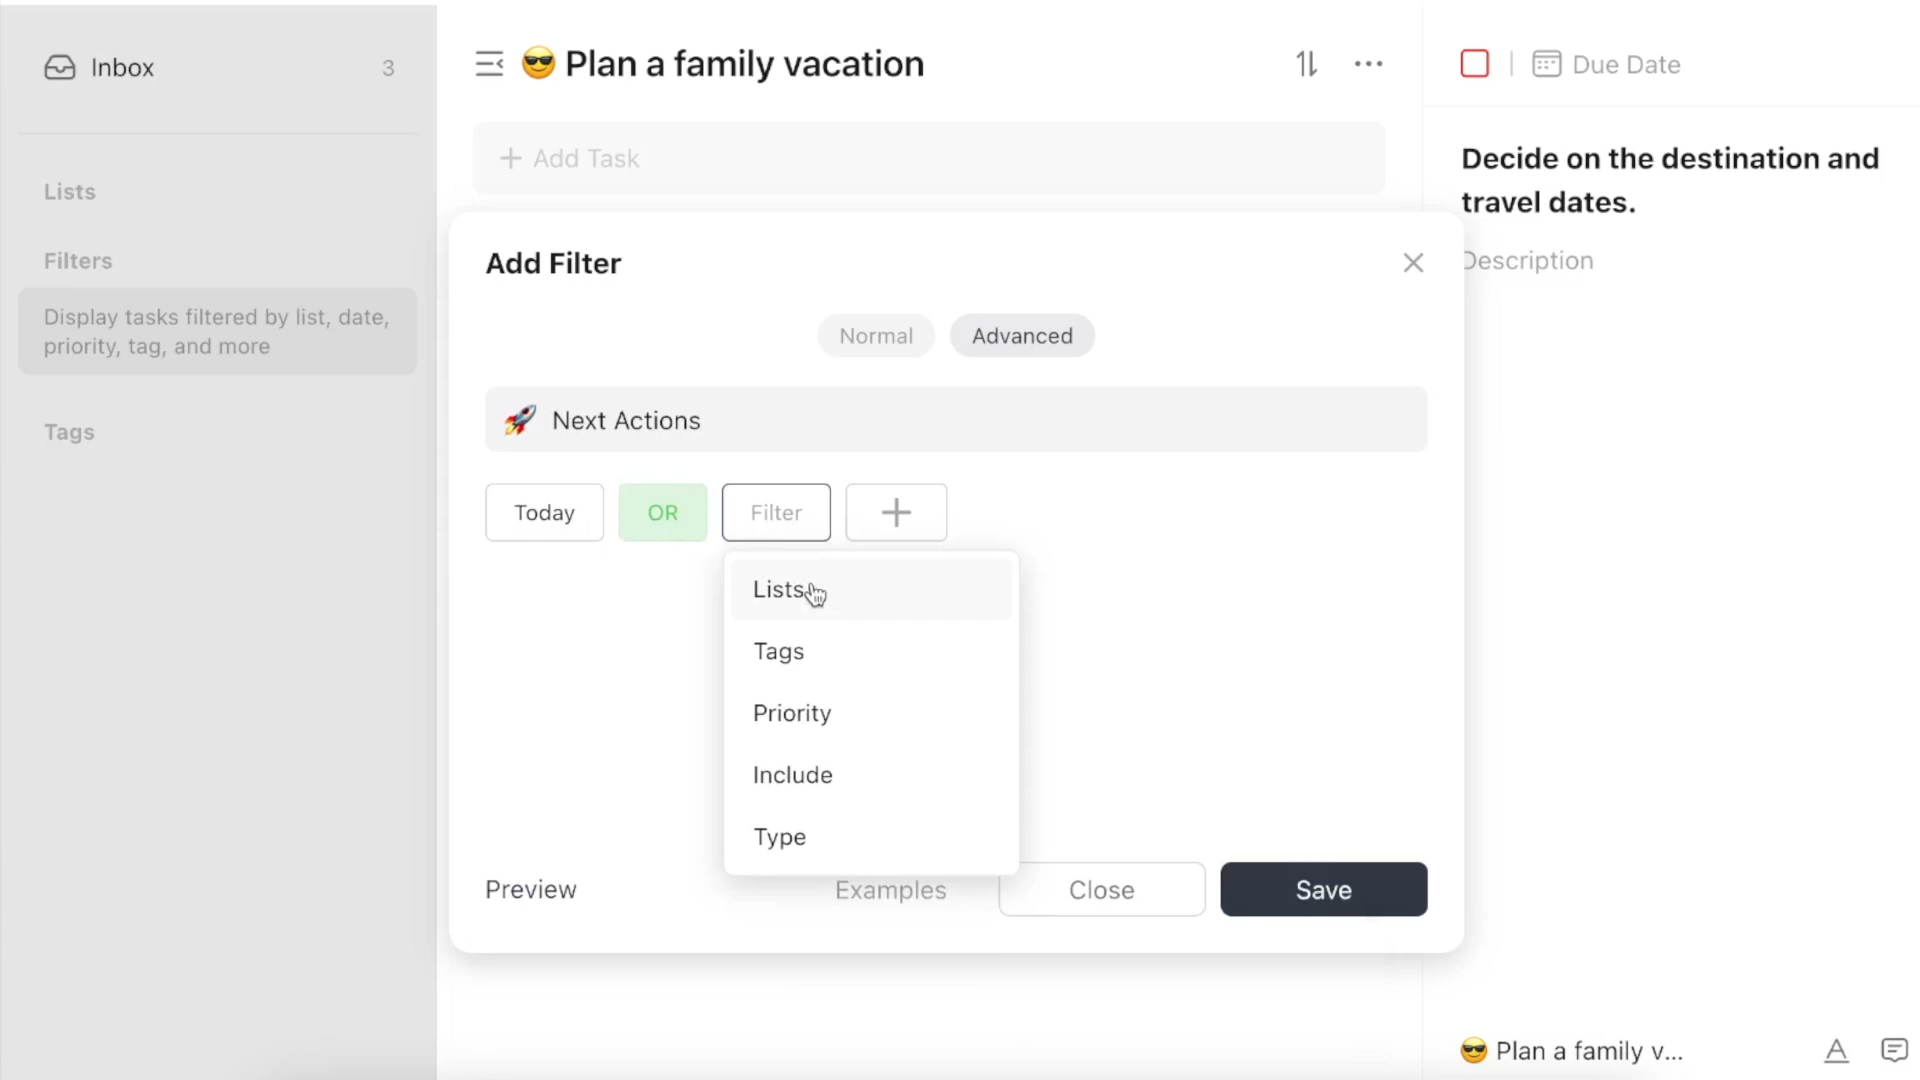 Inbox 3
Lists
Filters
Display tasks filtered by list, date,
priority, tag, and more
Tags
Plan a family vacation
Add Task
Add Filter
Normal Advanced
Next Actions
Today OR Filter
Lists
Tags
Priority
Include
Type
Preview Examples Close Save
Due Date
Decide on the destination and
travel dates.
Description
Plan a family v...